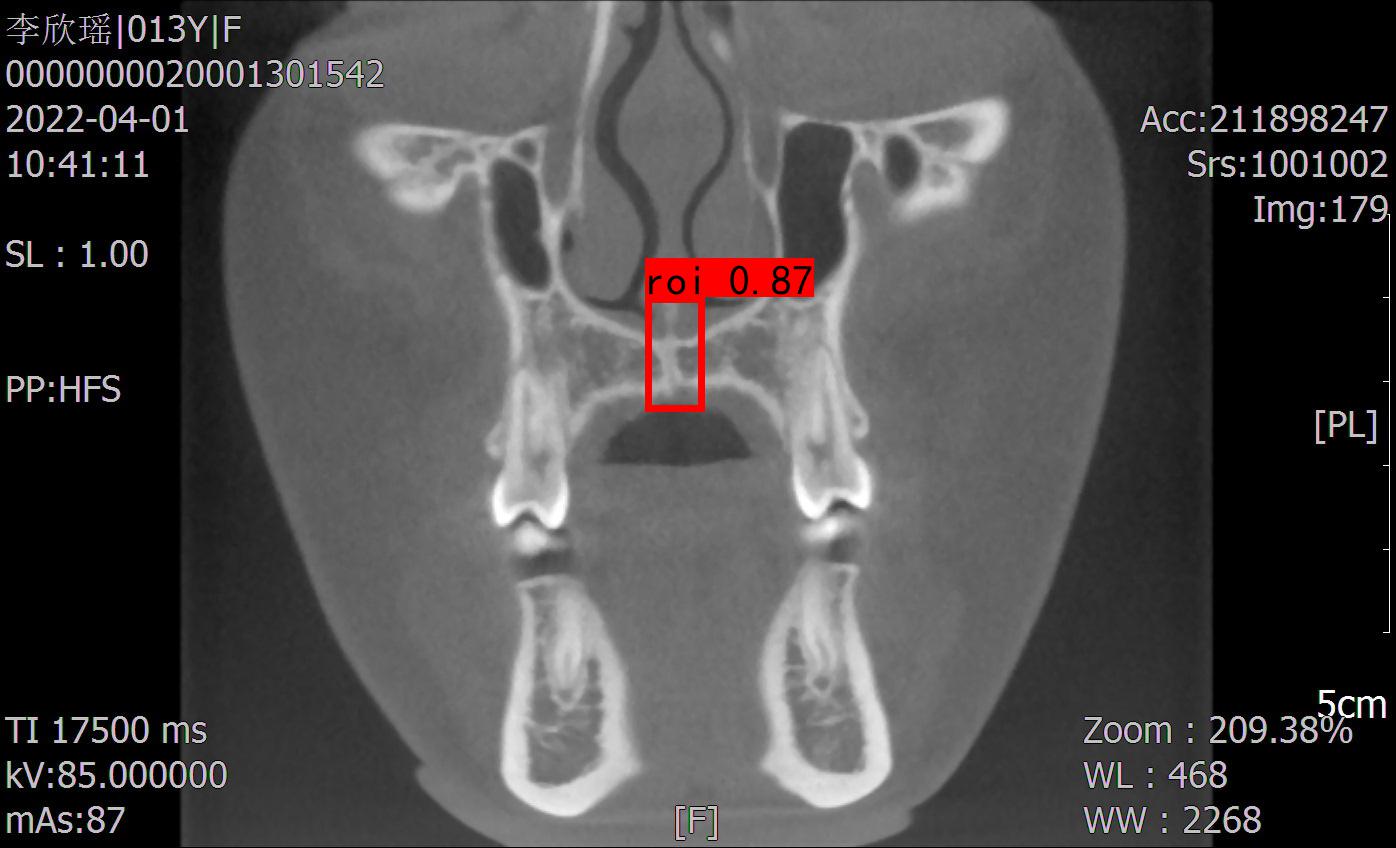 李欣瑶|013Y|F
0000000020001301542
2022-04-01
10:41:11
SL : 1.00
PP:HFS
TI 17500 ms
kV:85.000000
mAs:87
Acc:211898247
Srs:1001002
Img:179
roi 0.87
[PL]
5cm
Zoom : 209.38%
WL : 468
WW : 2268
[F]